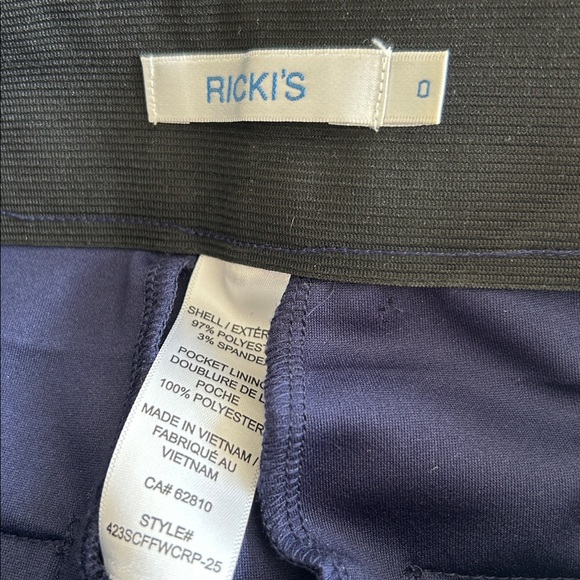 RICKI'S
0
SHELL / EXTÉR
97% POLYEST
3% SPANDE
POCKET LINING
DOUBLURE DE L
POCHE
100% POLYESTER
MADE IN VIETNAM /
FABRIQUÉ AU
VIETNAM
CA# 62810
STYLE#
423SCFFWCRP-25